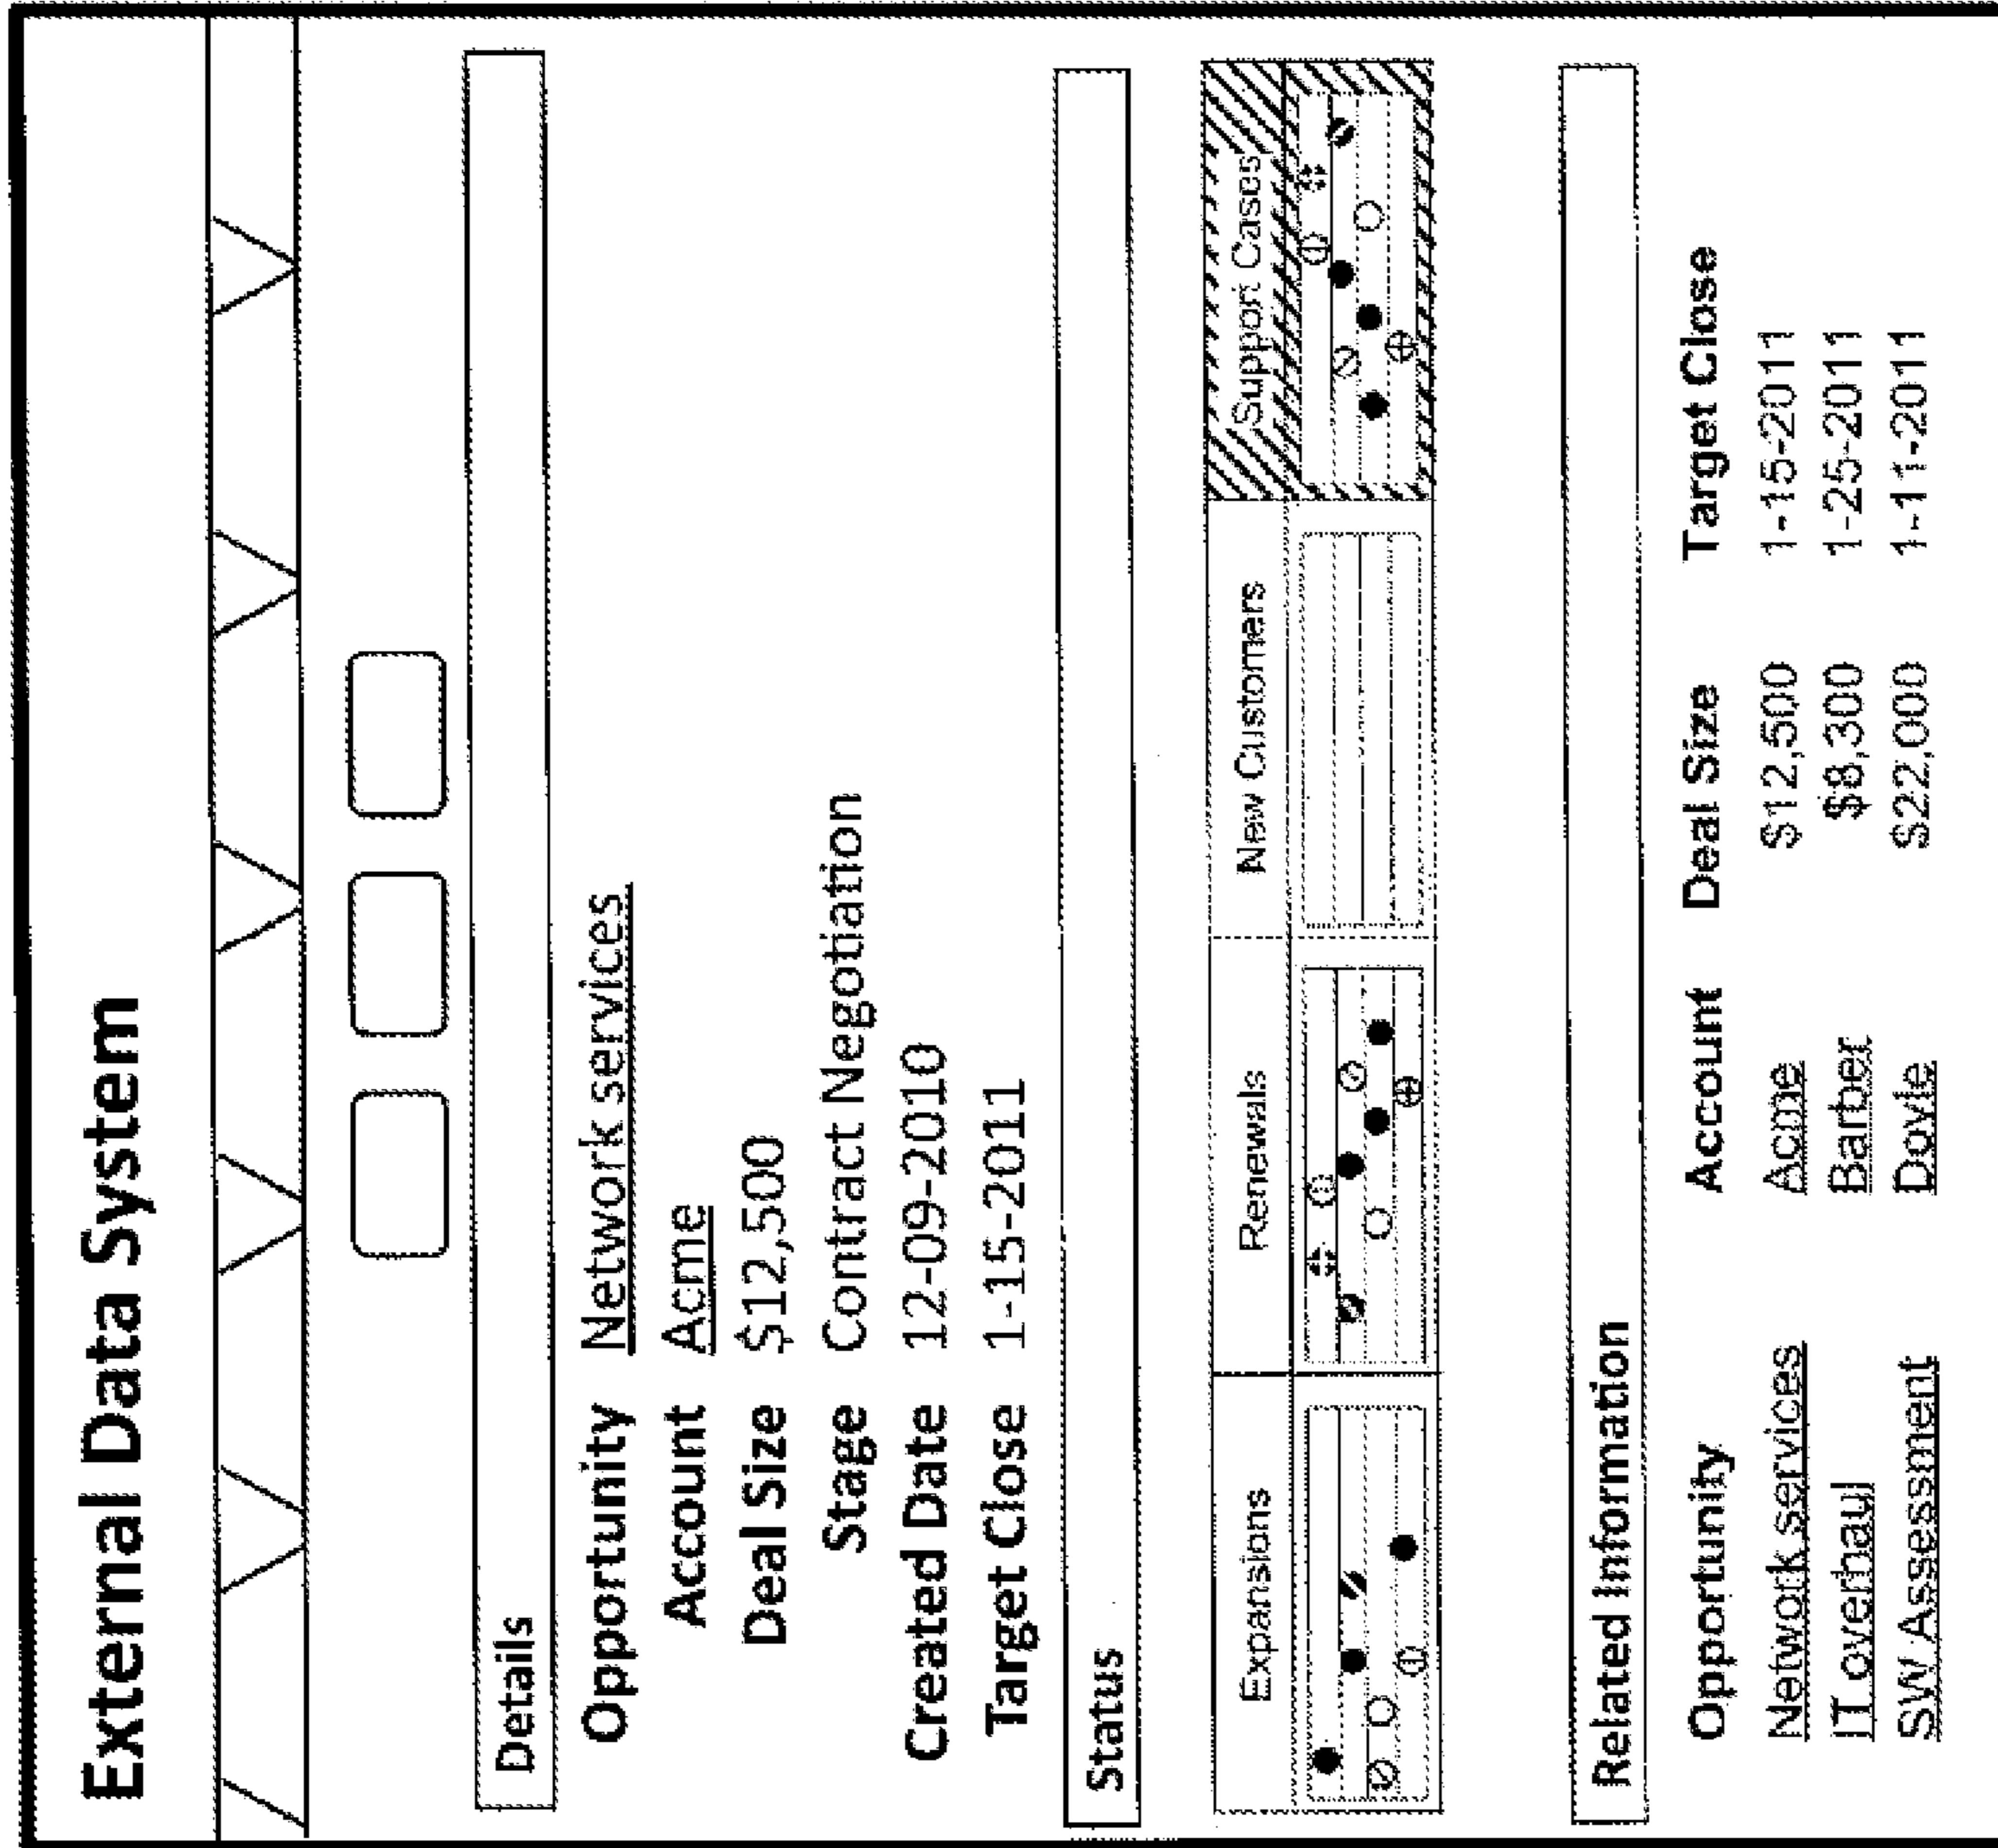 External Data System
Details
Opportunity Network services
Account Acme
Deal Size $12,500
Stage Contract Negotiation
Created Date 12-09-2010
Target Close 1-15-2011
Status
Expansions Renewals New Customers Support Cases
Related Information
Opportunity Account Deal Size Target Close
Network services Acme $12,500 1-15-2011
IT overhaul Barber $8,300 1-25-2011
SW Assessment Doyle $22,000 1-11-2011